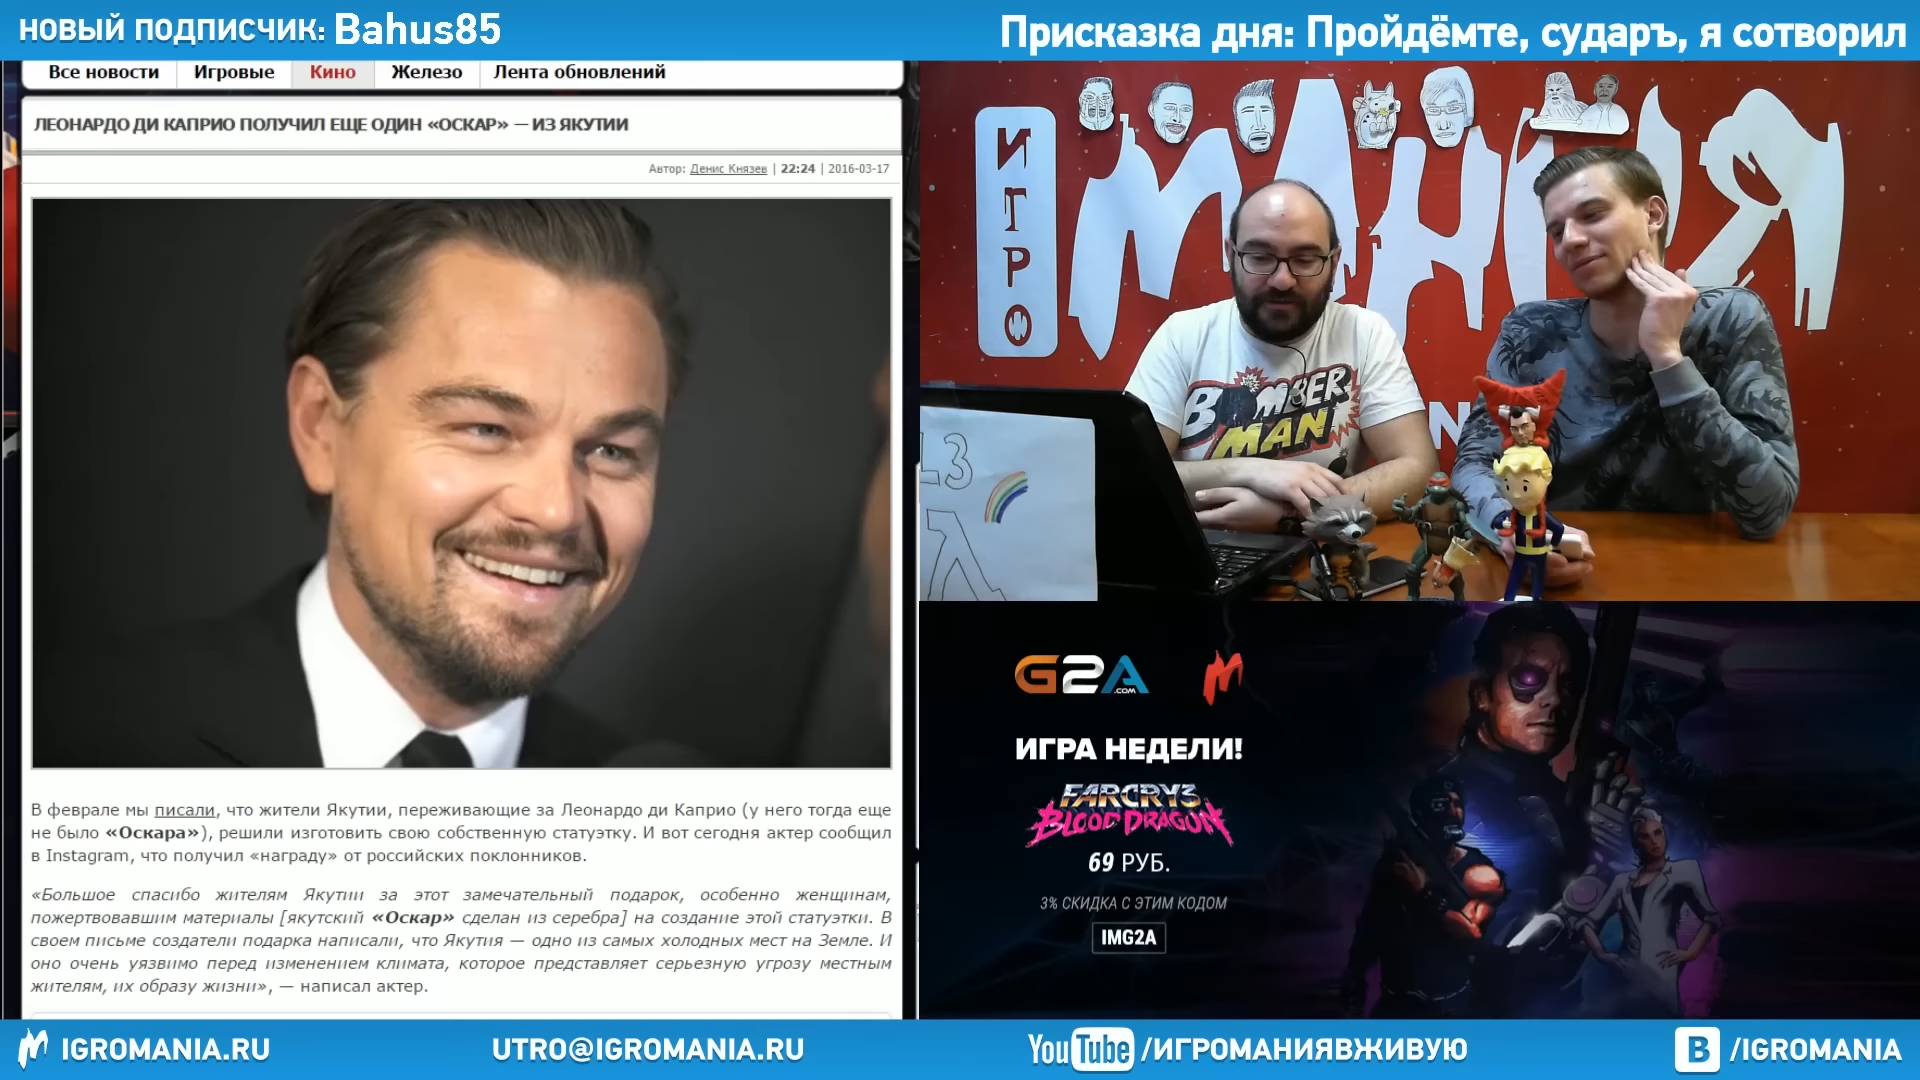 НОВЫЙ ПОДПИСЧИК: Bahus85
Присказка дня: Пройдёмте, сударъ, я сотворил
Все новости Игровые Кино Железо Лента обновлений
ЛЕОНАРДО ДИ КАПРИО ПОЛУЧИЛ ЕЩЕ ОДИН «ОСКАР» — ИЗ ЯКУТИИ
Автор: Денис Князев | 22:24 | 2016-03-17
В феврале мы писали, что жители Якутии, переживающие за Леонардо ди Каприо (у него тогда еще
не было «Оскара»), решили изготовить свою собственную статуэтку. И вот сегодня актер сообщил
в Instagram, что получил «награду» от российских поклонников.
«Большое спасибо жителям Якутии за этот замечательный подарок, особенно женщинам,
пожертвовавшим материалы [якутский «Оскар» сделан из серебра] на создание этой статуэтки. В
своем письме создатели подарка написали, что Якутия — одно из самых холодных мест на Земле. И
оно очень уязвимо перед изменением климата, которое представляет серьезную угрозу местным
жителям, их образу жизни», — написал актер.
ИГРО
МАНИЯ
BOMBER
MAN
L3
G2A.COM
ИГРА НЕДЕЛИ!
FARCRY3
BLOOD DRAGON
69 РУБ.
3% СКИДКА С ЭТИМ КОДОМ
IMG2A
IGROMANIA.RU
UTRO@IGROMANIA.RU
YouTube /ИГРОМАНИЯВЖИВУЮ
B /IGROMANIA